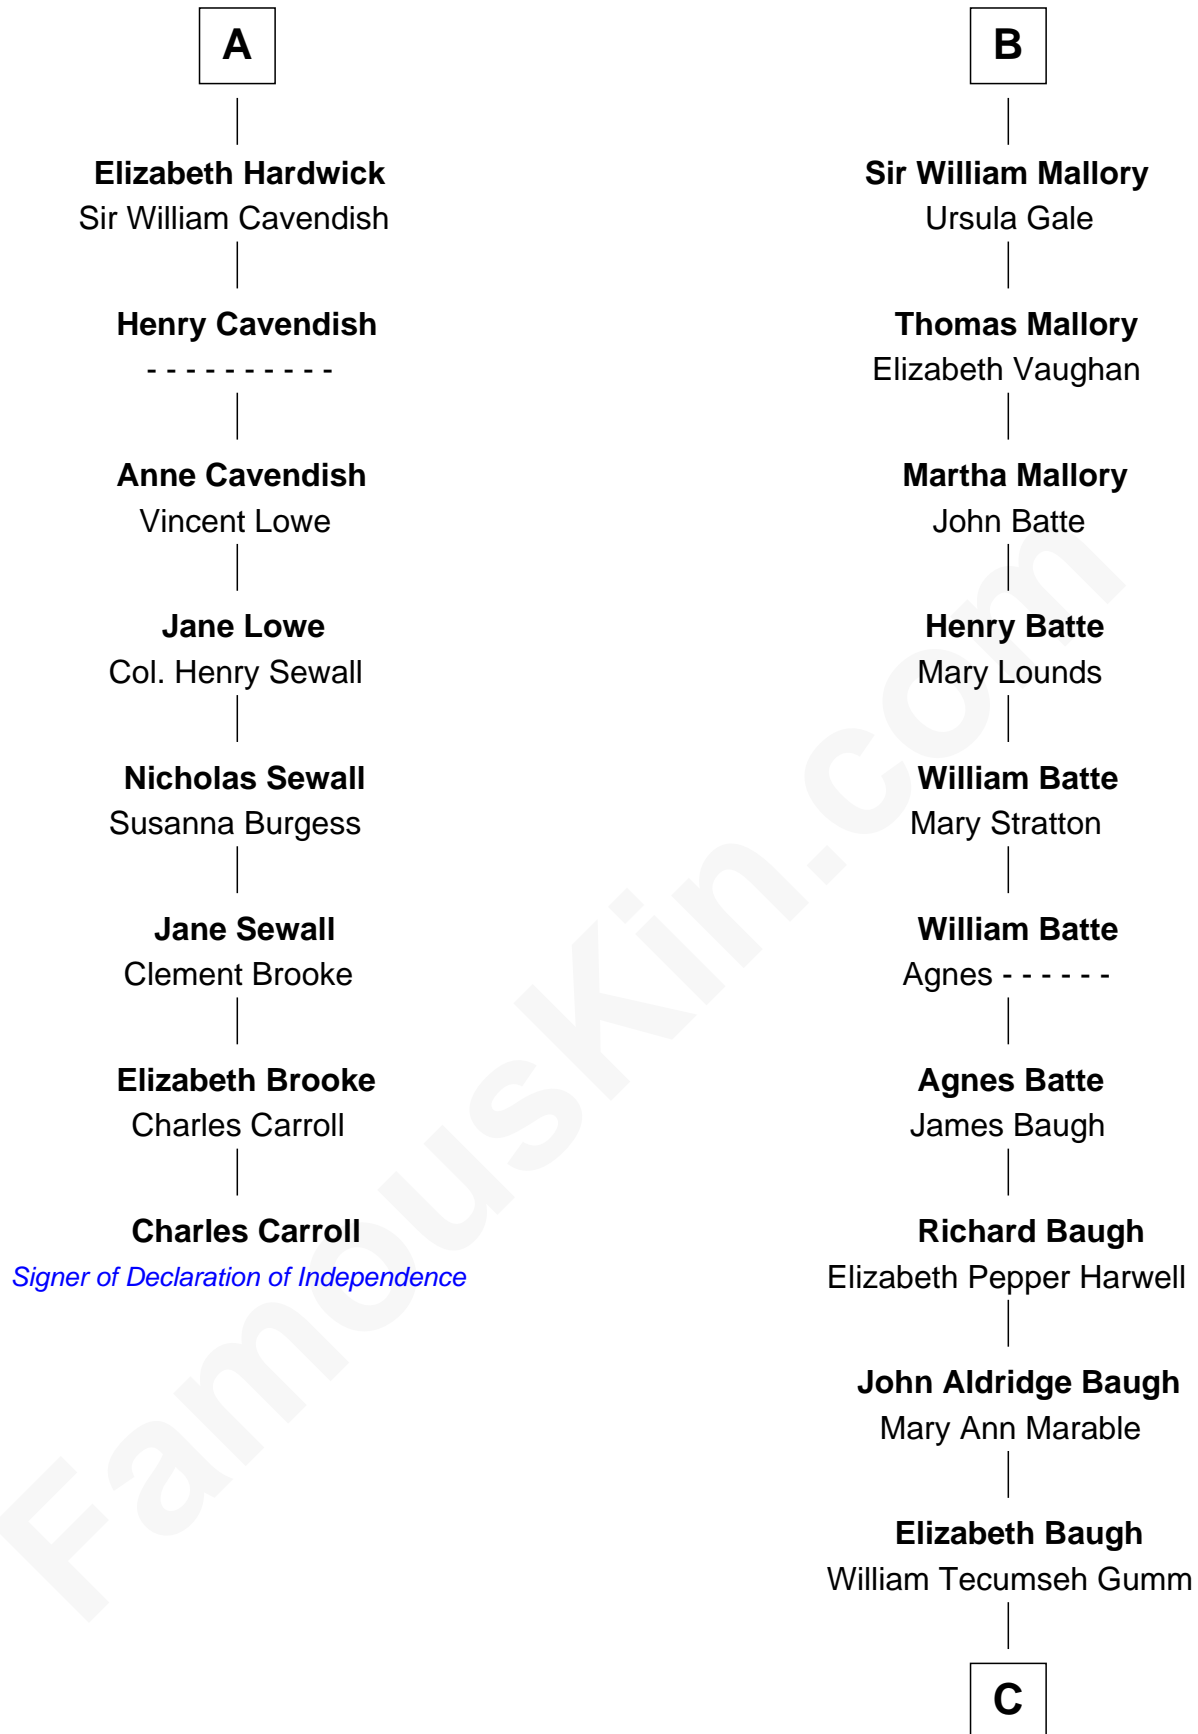 A
Elizabeth Hardwick
Sir William Cavendish
Henry Cavendish
- - - - - - - - - -
Anne Cavendish
Vincent Lowe
Jane Lowe
Col. Henry Sewall
Nicholas Sewall
Susanna Burgess
Jane Sewall
Clement Brooke
Elizabeth Brooke
Charles Carroll
Charles Carroll
Signer of Declaration of Independence
B
Sir William Mallory
Ursula Gale
Thomas Mallory
Elizabeth Vaughan
Martha Mallory
John Batte
Henry Batte
Mary Lounds
William Batte
Mary Stratton
William Batte
Agnes - - - - - -
Agnes Batte
James Baugh
Richard Baugh
Elizabeth Pepper Harwell
John Aldridge Baugh
Mary Ann Marable
Elizabeth Baugh
William Tecumseh Gumm
C
FamousKin.com